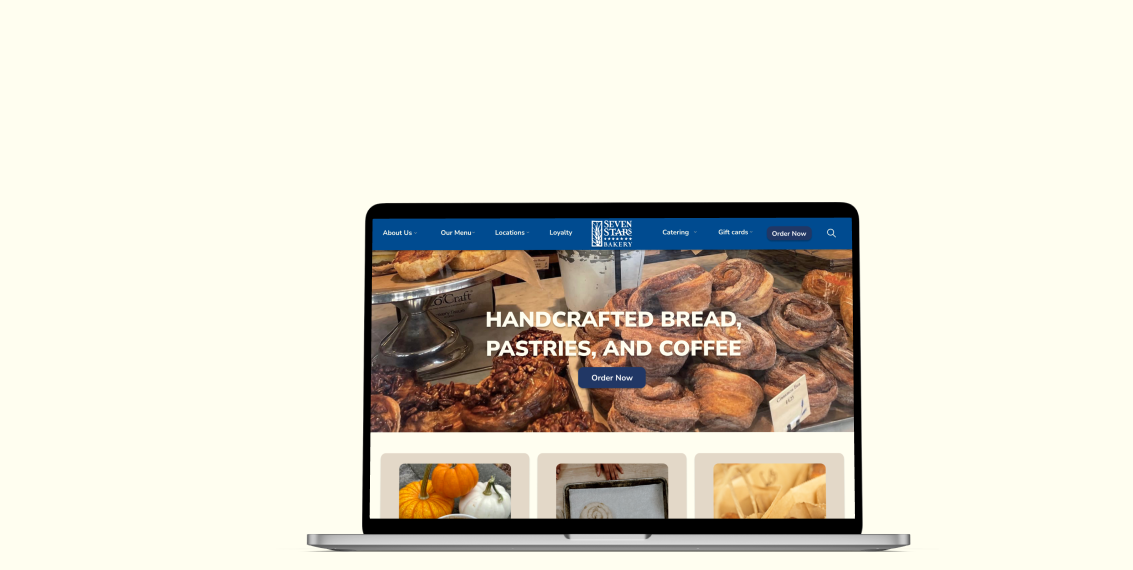 About Us
Our Menu
Locations
Loyalty
SEVEN
STARS
BAKERY
Catering
Gift cards
Order Now
Craft
HANDCRAFTED BREAD,
PASTRIES, AND COFFEE
Order Now